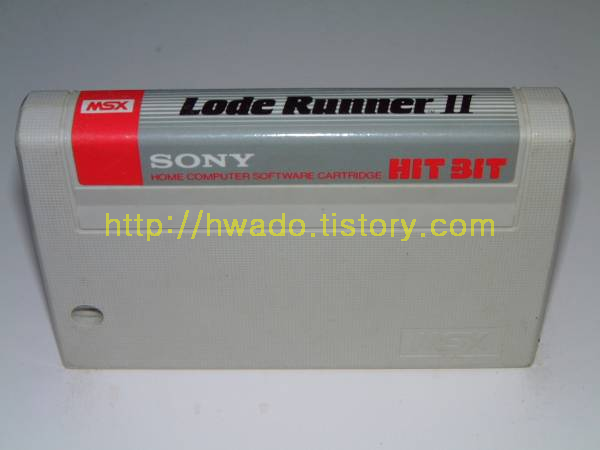 MSX Lode Runner II
SONY
HOME COMPUTER SOFTWARE CARTRIDGE HIT BIT
http://hwado.tistory.com
MSX